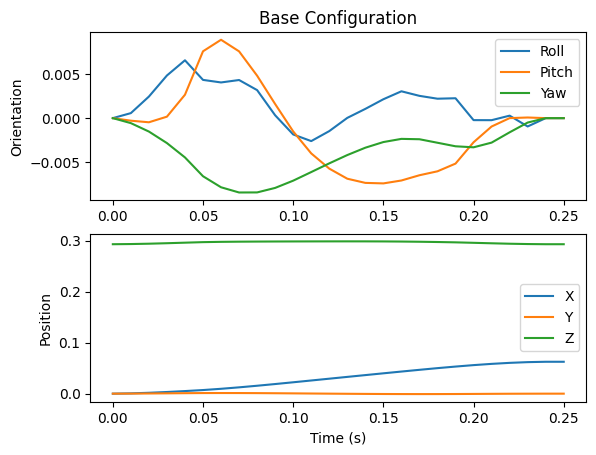 Base Configuration
Orientation
0.005
0.000
−0.005
Roll
Pitch
Yaw
0.00 0.05 0.10 0.15 0.20 0.25
Position
0.3
0.2
0.1
0.0
X
Y
Z
0.00 0.05 0.10 0.15 0.20 0.25
Time (s)